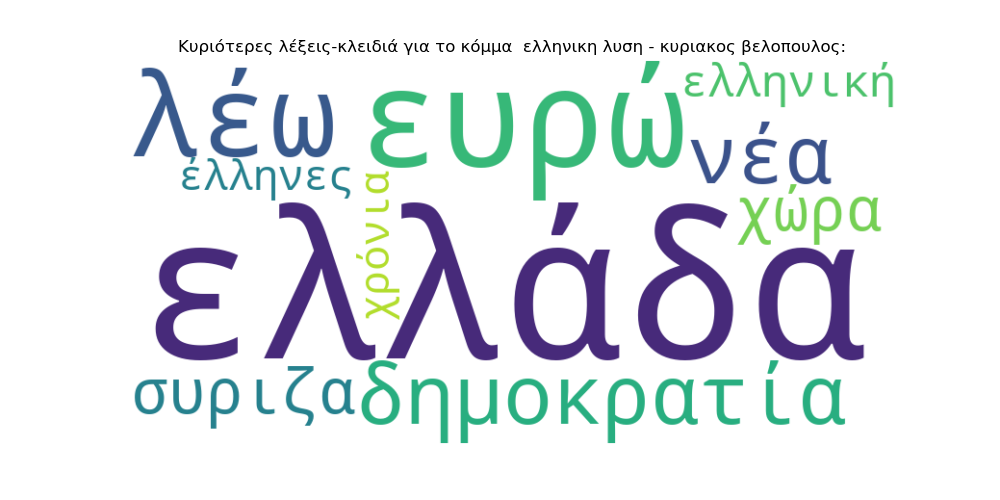 Κυριότερες λέξεις-κλειδιά για το κόμμα  ελληνικη λυση - κυριακος βελοπουλος:
λέω
ευρώ
ελληνική
νέα
έλληνες
χρόνια
χώρα
ελλάδα
συριζα
δημοκρατία